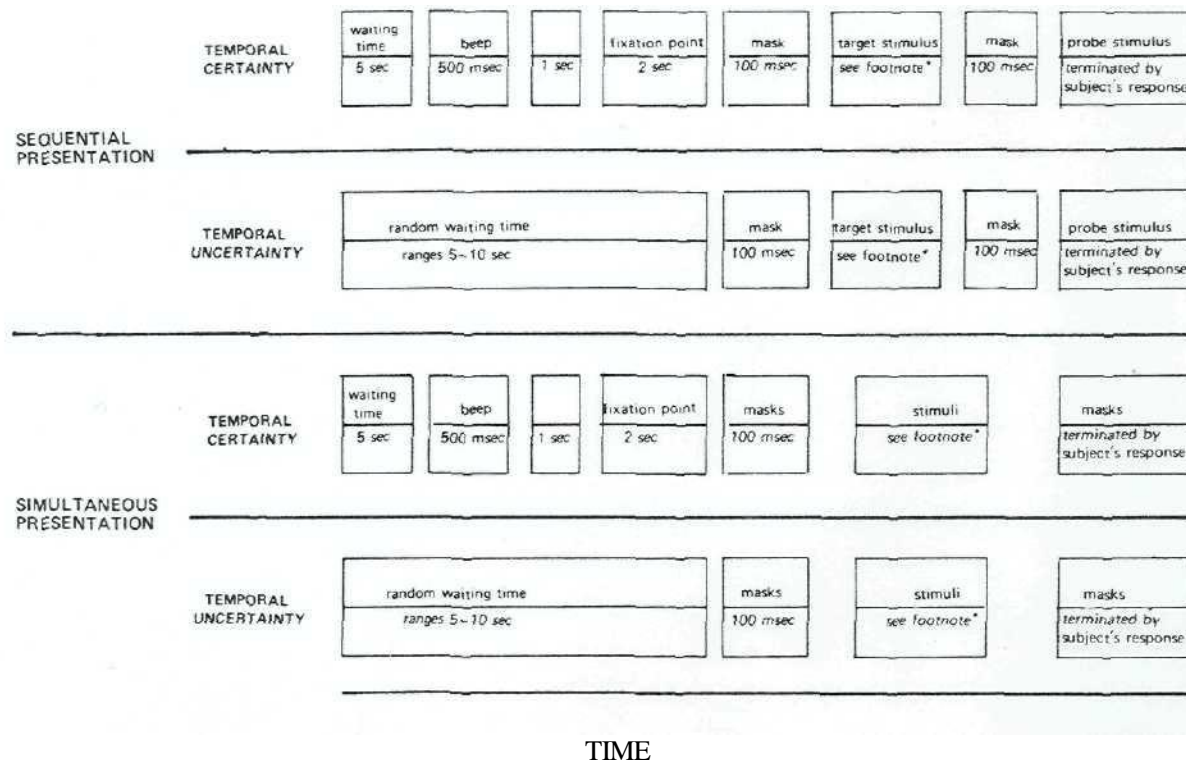 TEMPORAL
CERTAINTY
waiting
time
5 sec
beep
500 msec
1 sec
fixation point
2 sec
mask
100 msec
target stimulus
see footnote*
mask
100 msec
probe stimulus
terminated by
subject's response
SEQUENTIAL
PRESENTATION
TEMPORAL
UNCERTAINTY
random waiting time
ranges 5~10 sec
mask
100 msec
target stimulus
see footnote*
mask
100 msec
probe stimulus
terminated by
subject's response
TEMPORAL
CERTAINTY
waiting
time
5 sec
beep
500 msec
1 sec
fixation point
2 sec
masks
100 msec
stimuli
see footnote*
masks
terminated by
subject's response
SIMULTANEOUS
PRESENTATION
TEMPORAL
UNCERTAINTY
random waiting time
ranges 5~10 sec
masks
100 msec
stimuli
see footnote*
masks
terminated by
subject's response
TIME